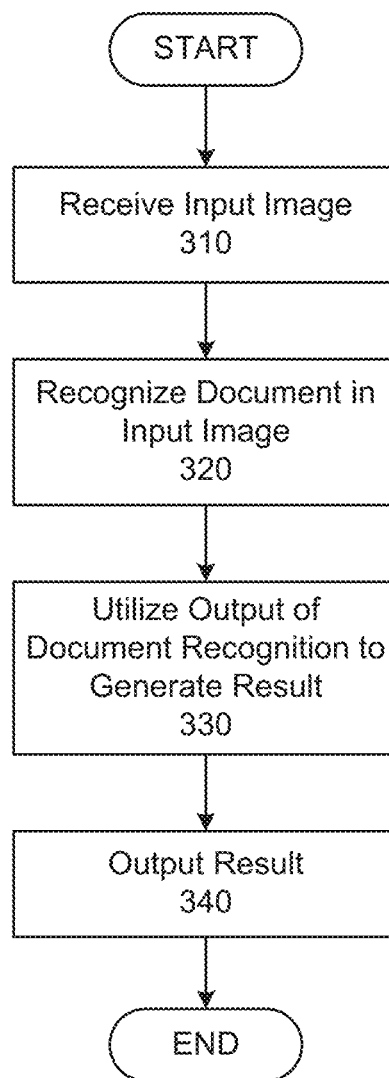 START
Receive Input Image
310
Recognize Document in
Input Image
320
Utilize Output of
Document Recognition to
Generate Result
330
Output Result
340
END